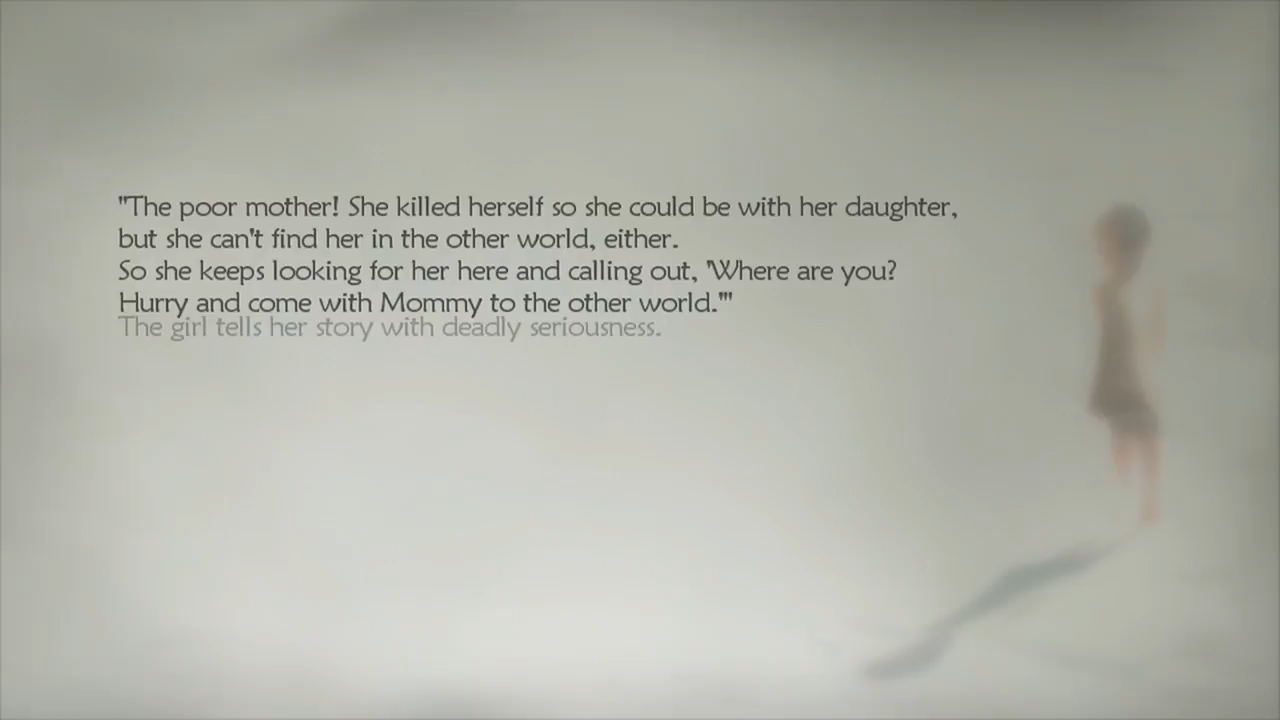 "The poor mother! She killed herself so she could be with her daughter,
but she can't find her in the other world, either.
So she keeps looking for her here and calling out, 'Where are you?
Hurry and come with Mommy to the other world.'"
The girl tells her story with deadly seriousness.